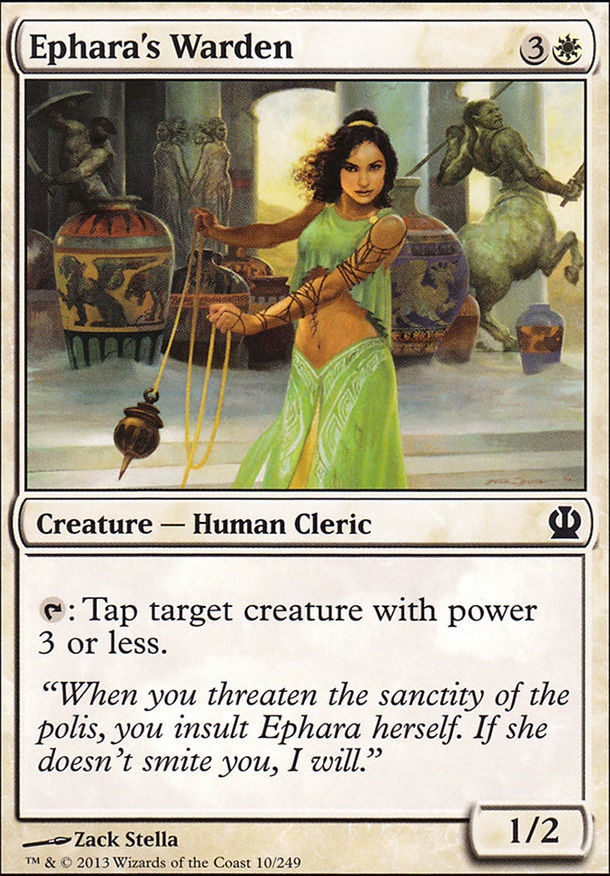 Ephara's Warden 3
Creature — Human Cleric
: Tap target creature with power
3 or less.
“When you threaten the sanctity of the
polis, you insult Ephara herself. If she
doesn't smite you, I will.”
Zack Stella
1/2
™ & © 2013 Wizards of the Coast 10/249